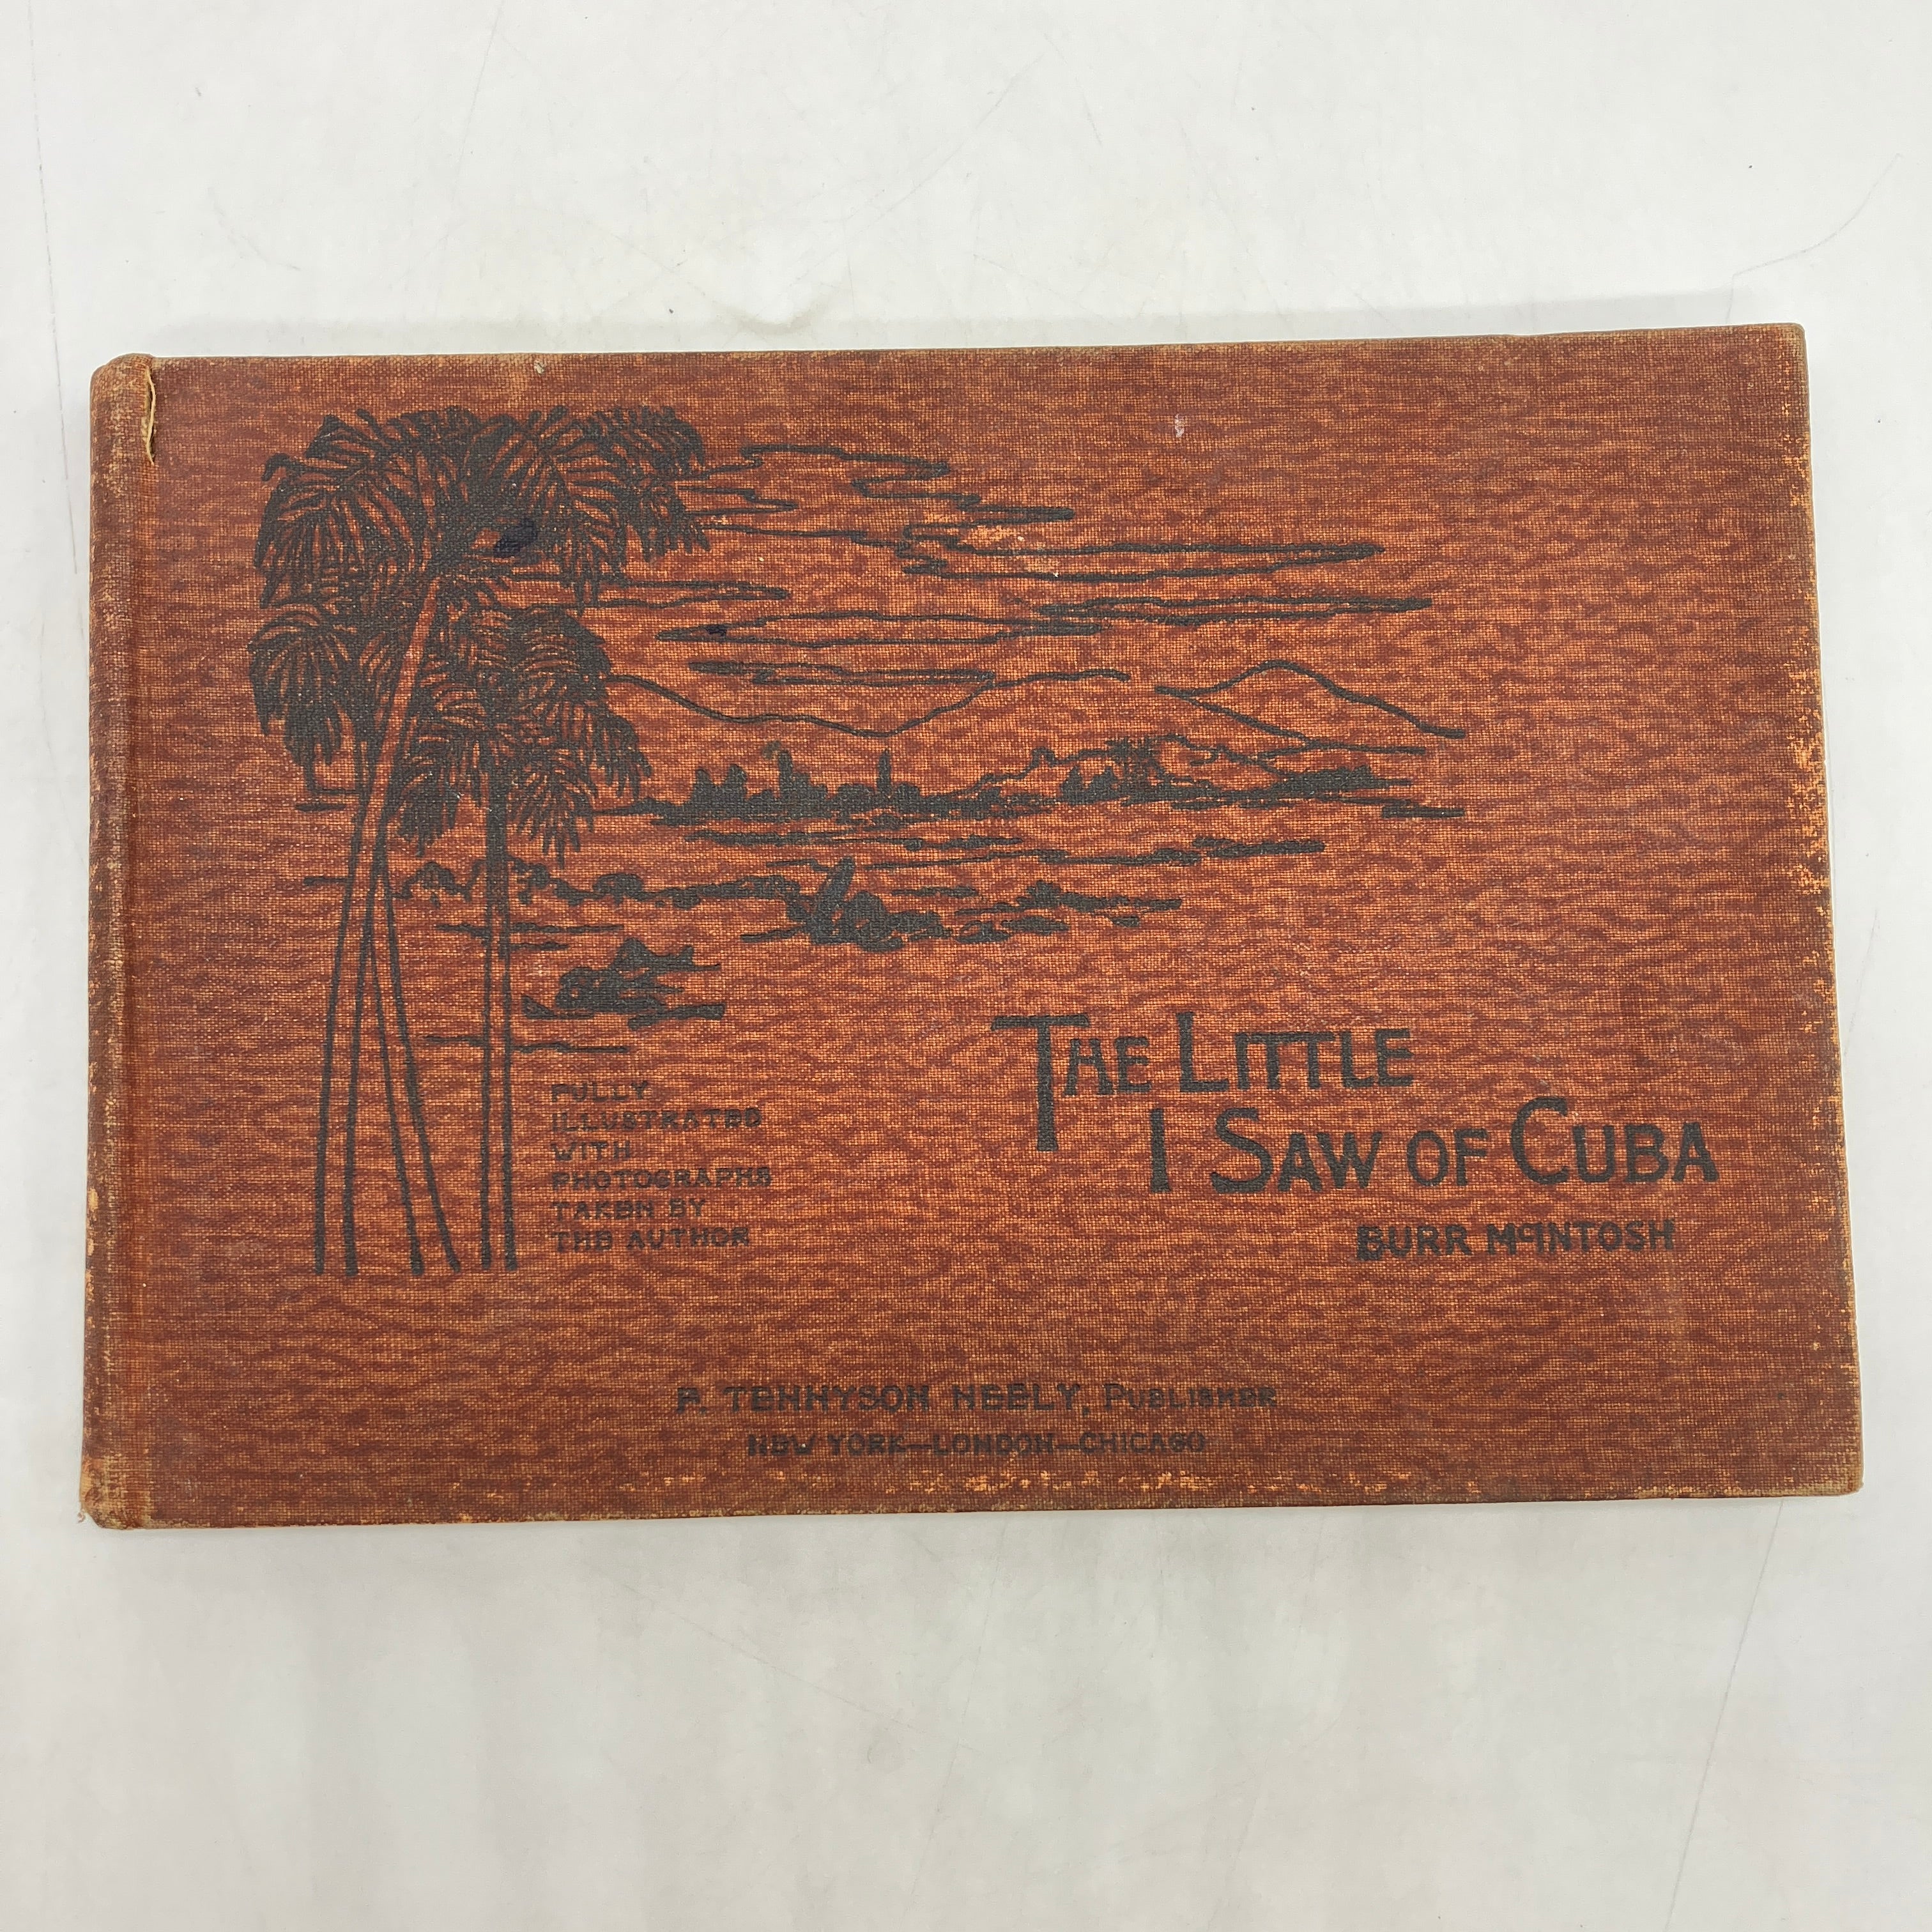 FULLY
ILLUSTRATED
WITH
PHOTOGRAPHS
TAKEN BY
THE AUTHOR
THE LITTLE
I SAW OF CUBA
BURR McINTOSH
F. TENNYSON NEELY, PUBLISHER
NEW YORK—LONDON—CHICAGO